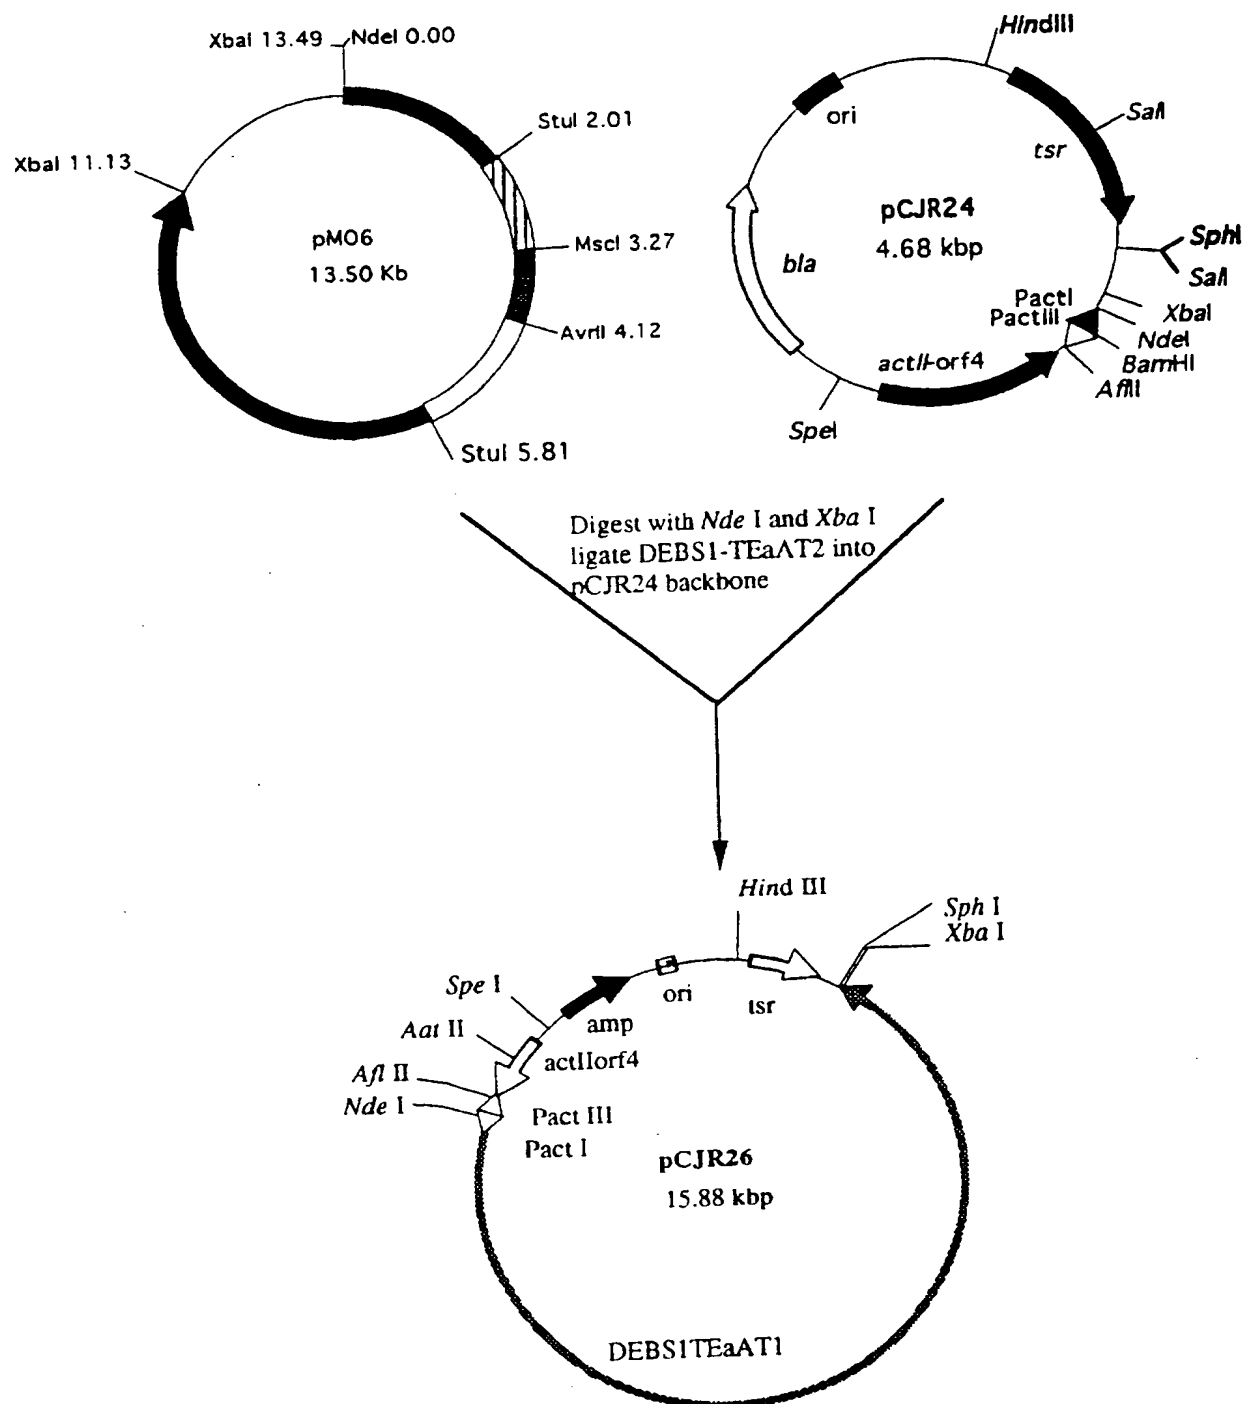 XbaI 13.49
NdeI 0.00
StuI 2.01
XbaI 11.13
pM06
13.50 Kb
MscI 3.27
AvrII 4.12
StuI 5.81
HindIII
ori
SalI
tsr
pCJR24
4.68 kbp
bla
SphI
SalI
PactI
PactIII
XbaI
NdeI
BamHI
AflII
actII-orf4
SpeI
Digest with Nde I and Xba I
ligate DEBS1-TEaAT2 into
pCJR24 backbone
Hind III
Sph I
Xba I
Spe I
ori
tsr
amp
Aat II
actIIorf4
Afl II
Nde I
Pact III
Pact I
pCJR26
15.88 kbp
DEBS1TEaAT1